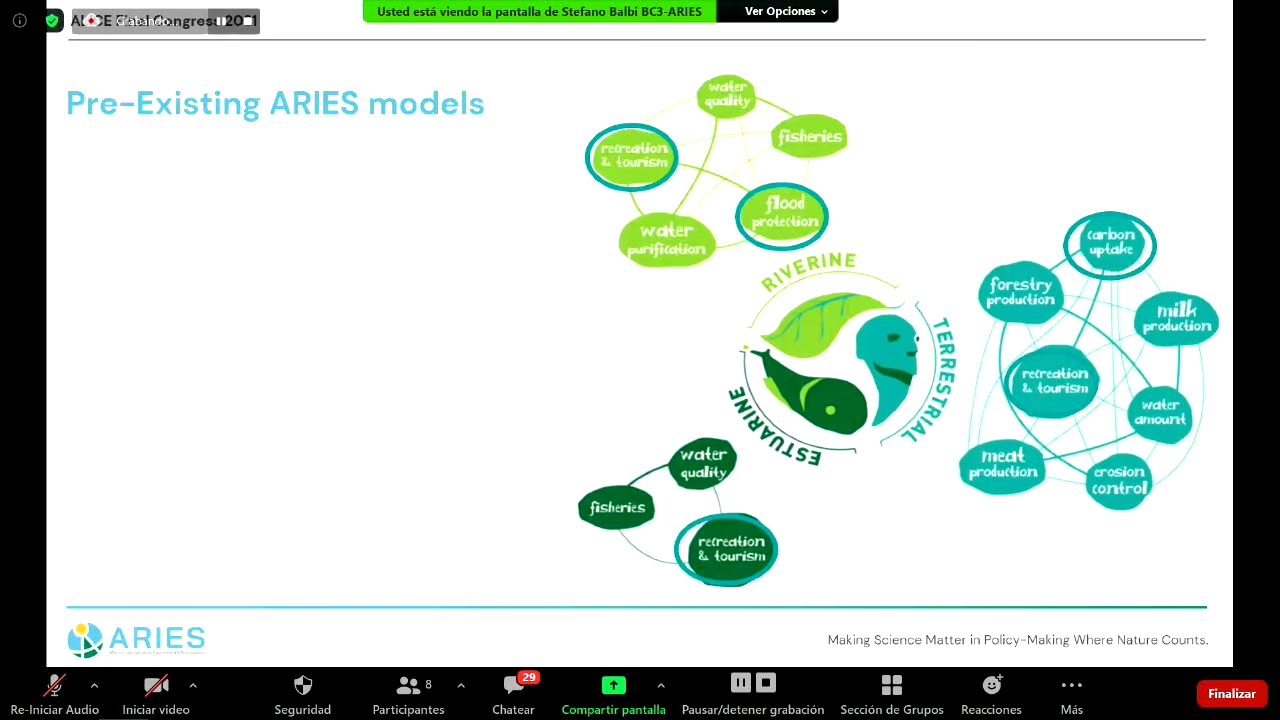 Usted está viendo la pantalla de Stefano Balbi BC3-ARIES
Ver Opciones
Grabando...
Pre-Existing ARIES models
water
quality
fisheries
recreation
& tourism
flood
protection
water
purification
RIVERINE
TERRESTRIAL
ESTUARINE
carbon
uptake
forestry
production
milk
production
recreation
& tourism
water
amount
meat
production
erosion
control
water
quality
fisheries
recreation
& tourism
ARIES
Making Science Matter in Policy-Making Where Nature Counts.
Re-Iniciar Audio
Iniciar video
Seguridad
8
Participantes
29
Chatear
Compartir pantalla
Pausar/detener grabación
Sección de Grupos
Reacciones
Más
Finalizar